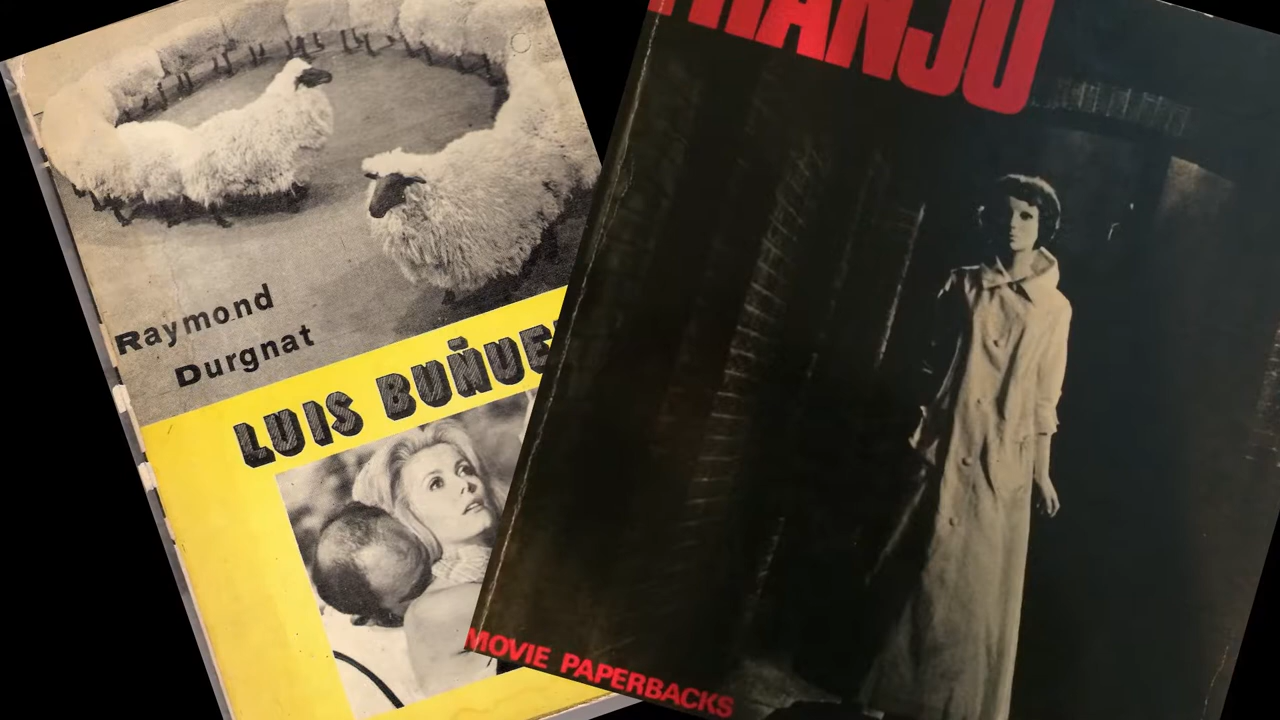 Raymond
Durgnat
LUIS BUÑUE
RANJU
MOVIE PAPERBACKS